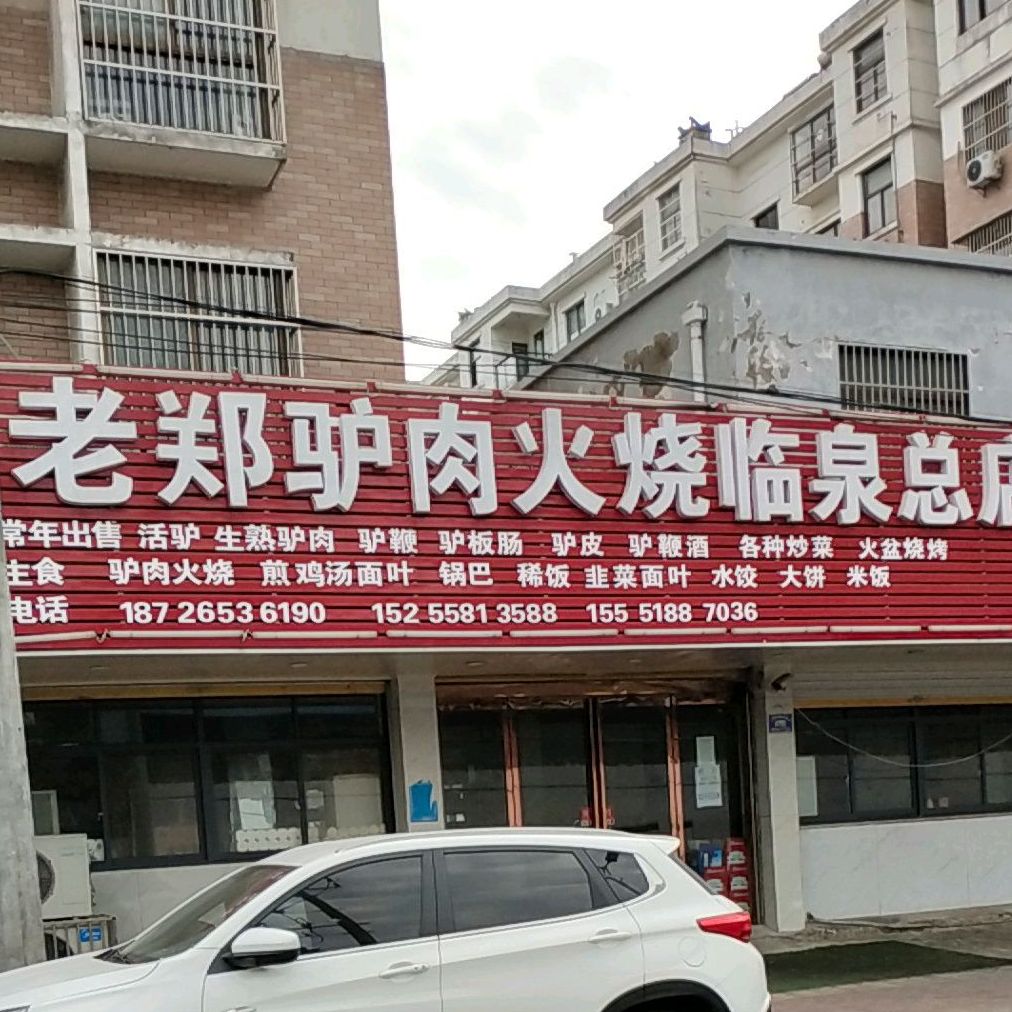 老郑驴肉火烧临泉总店
常年出售 活驴 生熟驴肉 驴鞭 驴板肠 驴皮 驴鞭酒 各种炒菜 火盆烧烤
主食 驴肉火烧 煎鸡汤面叶 锅巴 稀饭 韭菜面叶 水饺 大饼 米饭
电话 187 2653 6190 152 5581 3588 155 5188 7036